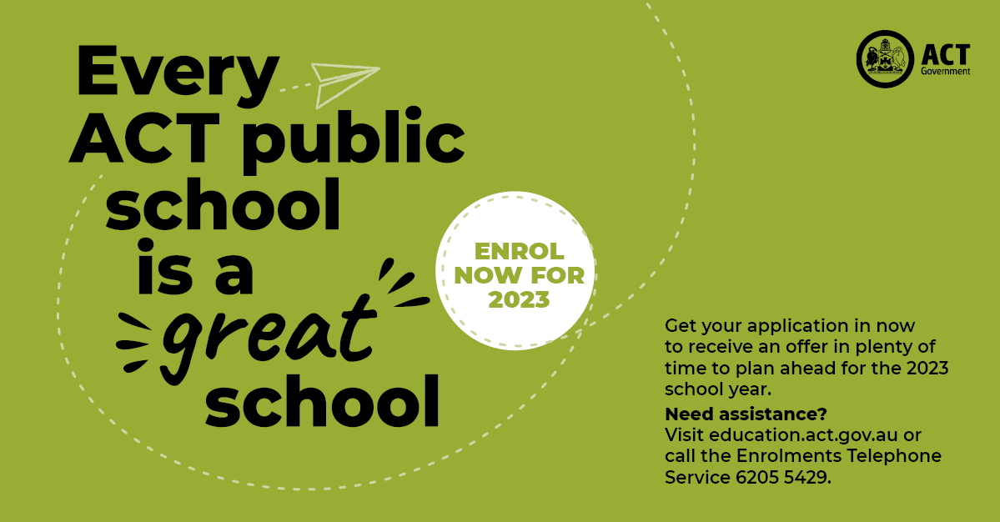 Every
ACT public
school
is a
great
school
ENROL
NOW FOR
2023
ACT
Government
Get your application in now
to receive an offer in plenty of
time to plan ahead for the 2023
school year.
Need assistance?
Visit education.act.gov.au or
call the Enrolments Telephone
Service 6205 5429.